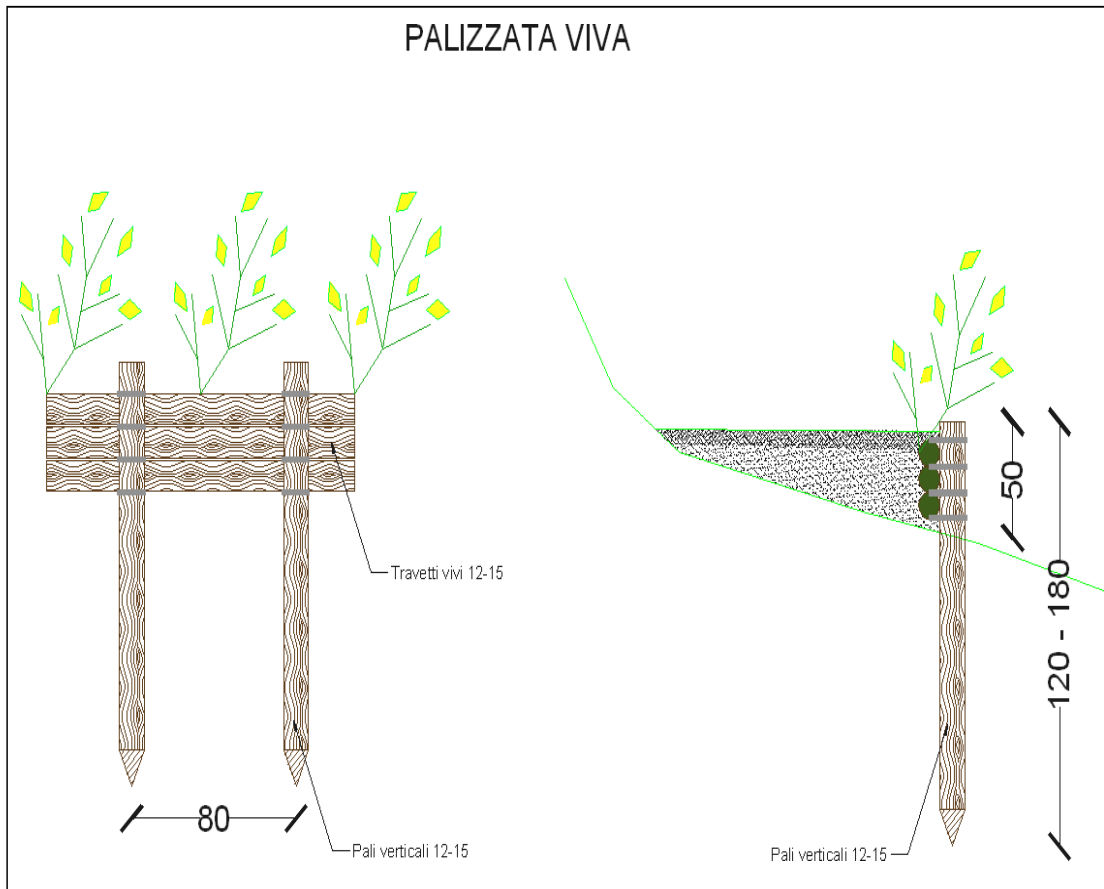 PALIZZATA VIVA
Travetti vivi 12-15
80
Pali verticali 12-15
50
120 - 180
Pali verticali 12-15